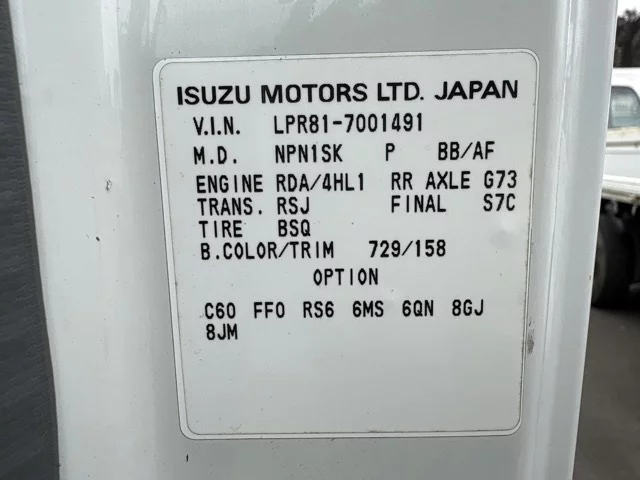 ISUZU MOTORS LTD. JAPAN
V.I.N. LPR81-7001491
M.D. NPN1SK P BB/AF
ENGINE RDA/4HL1 RR AXLE G73
TRANS. RSJ FINAL S7C
TIRE BSQ
B.COLOR/TRIM 729/158
OPTION
C60 FF0 RS6 6MS 6QN 8GJ
8JM